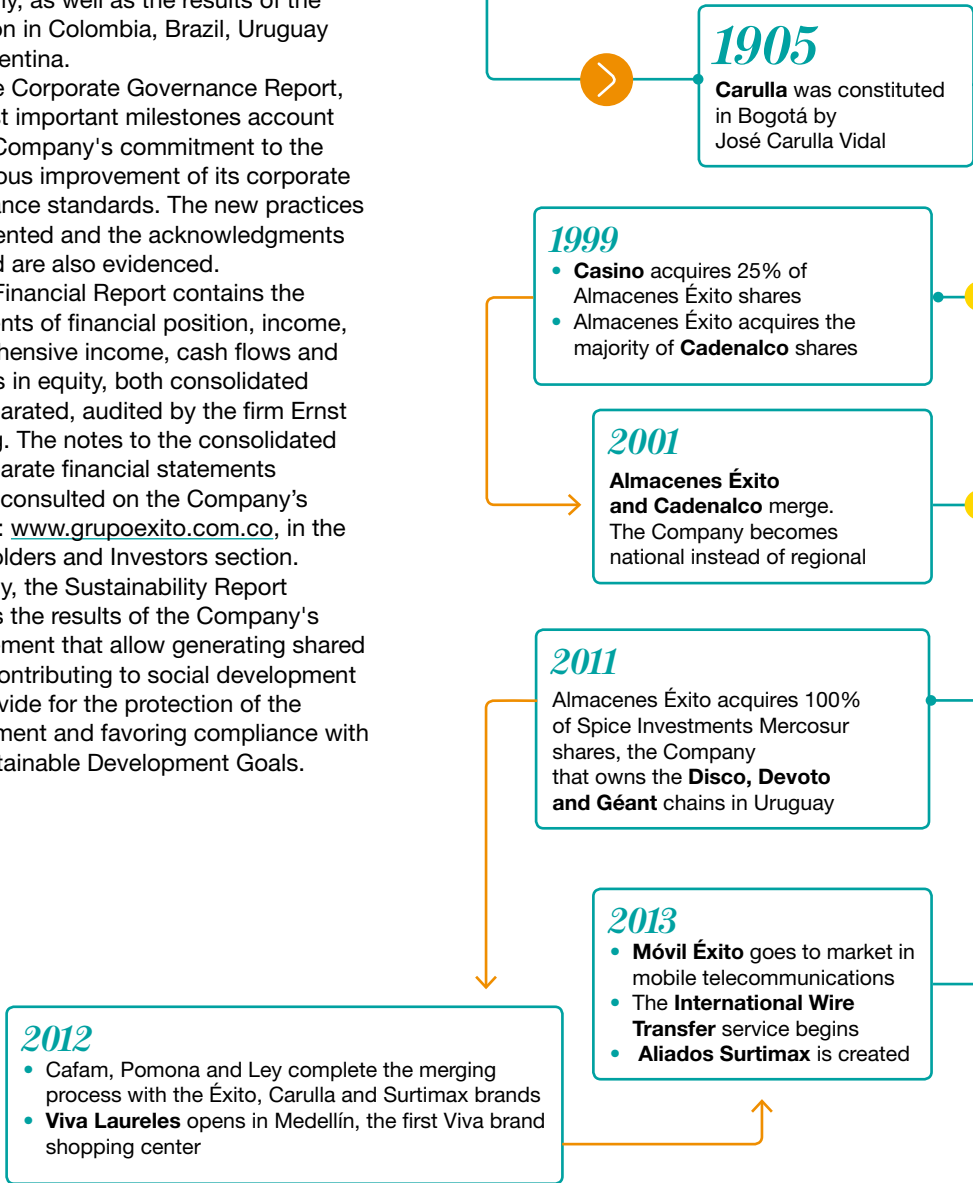 y, as well as the results of the
on in Colombia, Brazil, Uruguay
entina.
e Corporate Governance Report,
st important milestones account
Company's commitment to the
ous improvement of its corporate
ance standards. The new practices
ented and the acknowledgments
d are also evidenced.
Financial Report contains the
ents of financial position, income,
hensive income, cash flows and
s in equity, both consolidated
parated, audited by the firm Ernst
g. The notes to the consolidated
parate financial statements
consulted on the Company’s
: www.grupoexito.com.co, in the
olders and Investors section.
y, the Sustainability Report
s the results of the Company's
ement that allow generating shared
ontributing to social development
vide for the protection of the
ment and favoring compliance with
tainable Development Goals.
1905
Carulla was constituted
in Bogotá by
José Carulla Vidal
1999
• Casino acquires 25% of
Almacenes Éxito shares
• Almacenes Éxito acquires the
majority of Cadenalco shares
2001
Almacenes Éxito
and Cadenalco merge.
The Company becomes
national instead of regional
2011
Almacenes Éxito acquires 100%
of Spice Investments Mercosur
shares, the Company
that owns the Disco, Devoto
and Géant chains in Uruguay
2012
• Cafam, Pomona and Ley complete the merging
process with the Éxito, Carulla and Surtimax brands
• Viva Laureles opens in Medellín, the first Viva brand
shopping center
2013
• Móvil Éxito goes to market in
mobile telecommunications
• The International Wire
Transfer service begins
• Aliados Surtimax is created